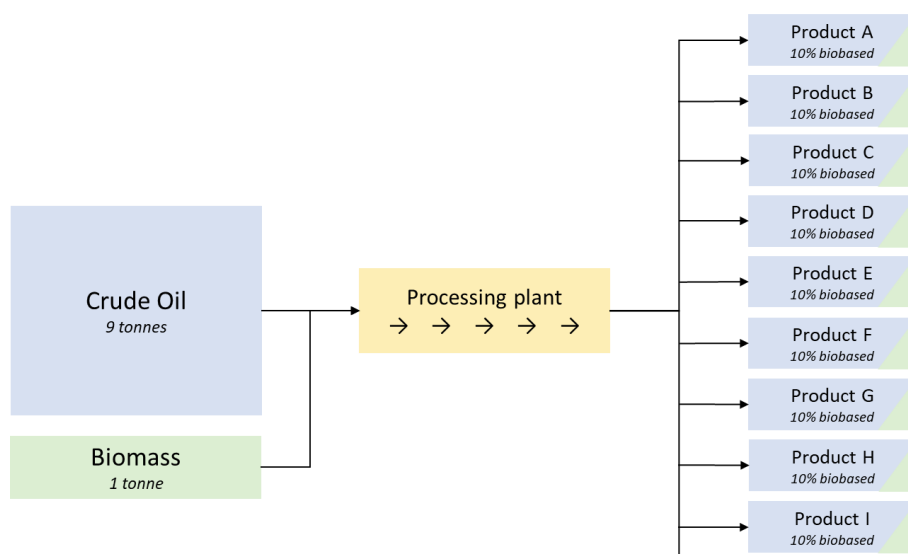 Product A
10% biobased
Product B
10% biobased
Product C
10% biobased
Product D
10% biobased
Product E
10% biobased
Product F
10% biobased
Product G
10% biobased
Product H
10% biobased
Product I
10% biobased
Crude Oil
9 tonnes
Processing plant
Biomass
1 tonne